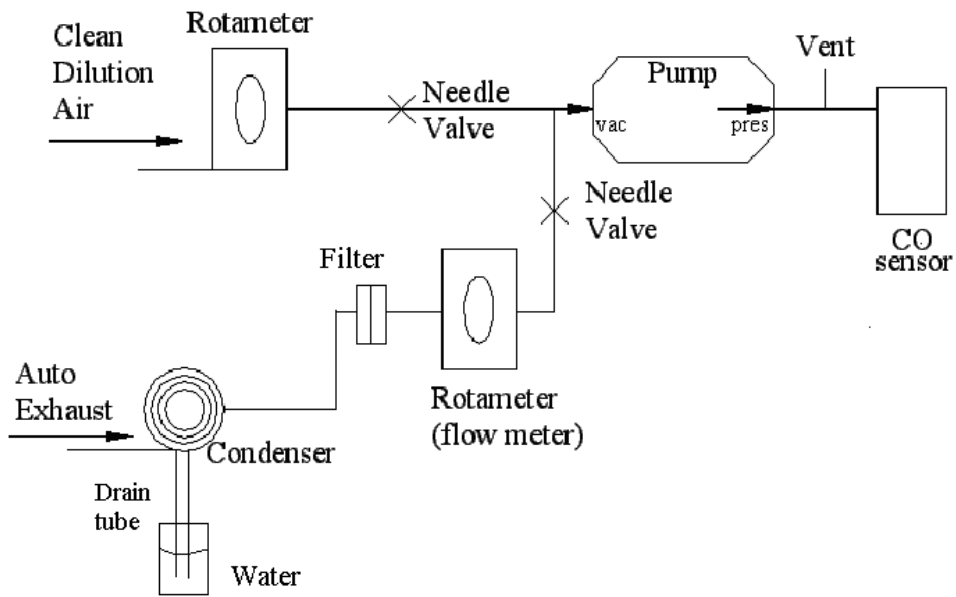 Rotameter
Clean
Dilution
Air
Needle
Valve
Pump
vac
pres
Vent
Needle
Valve
CO
sensor
Filter
Rotameter
(flow meter)
Auto
Exhaust
Condenser
Drain
tube
Water